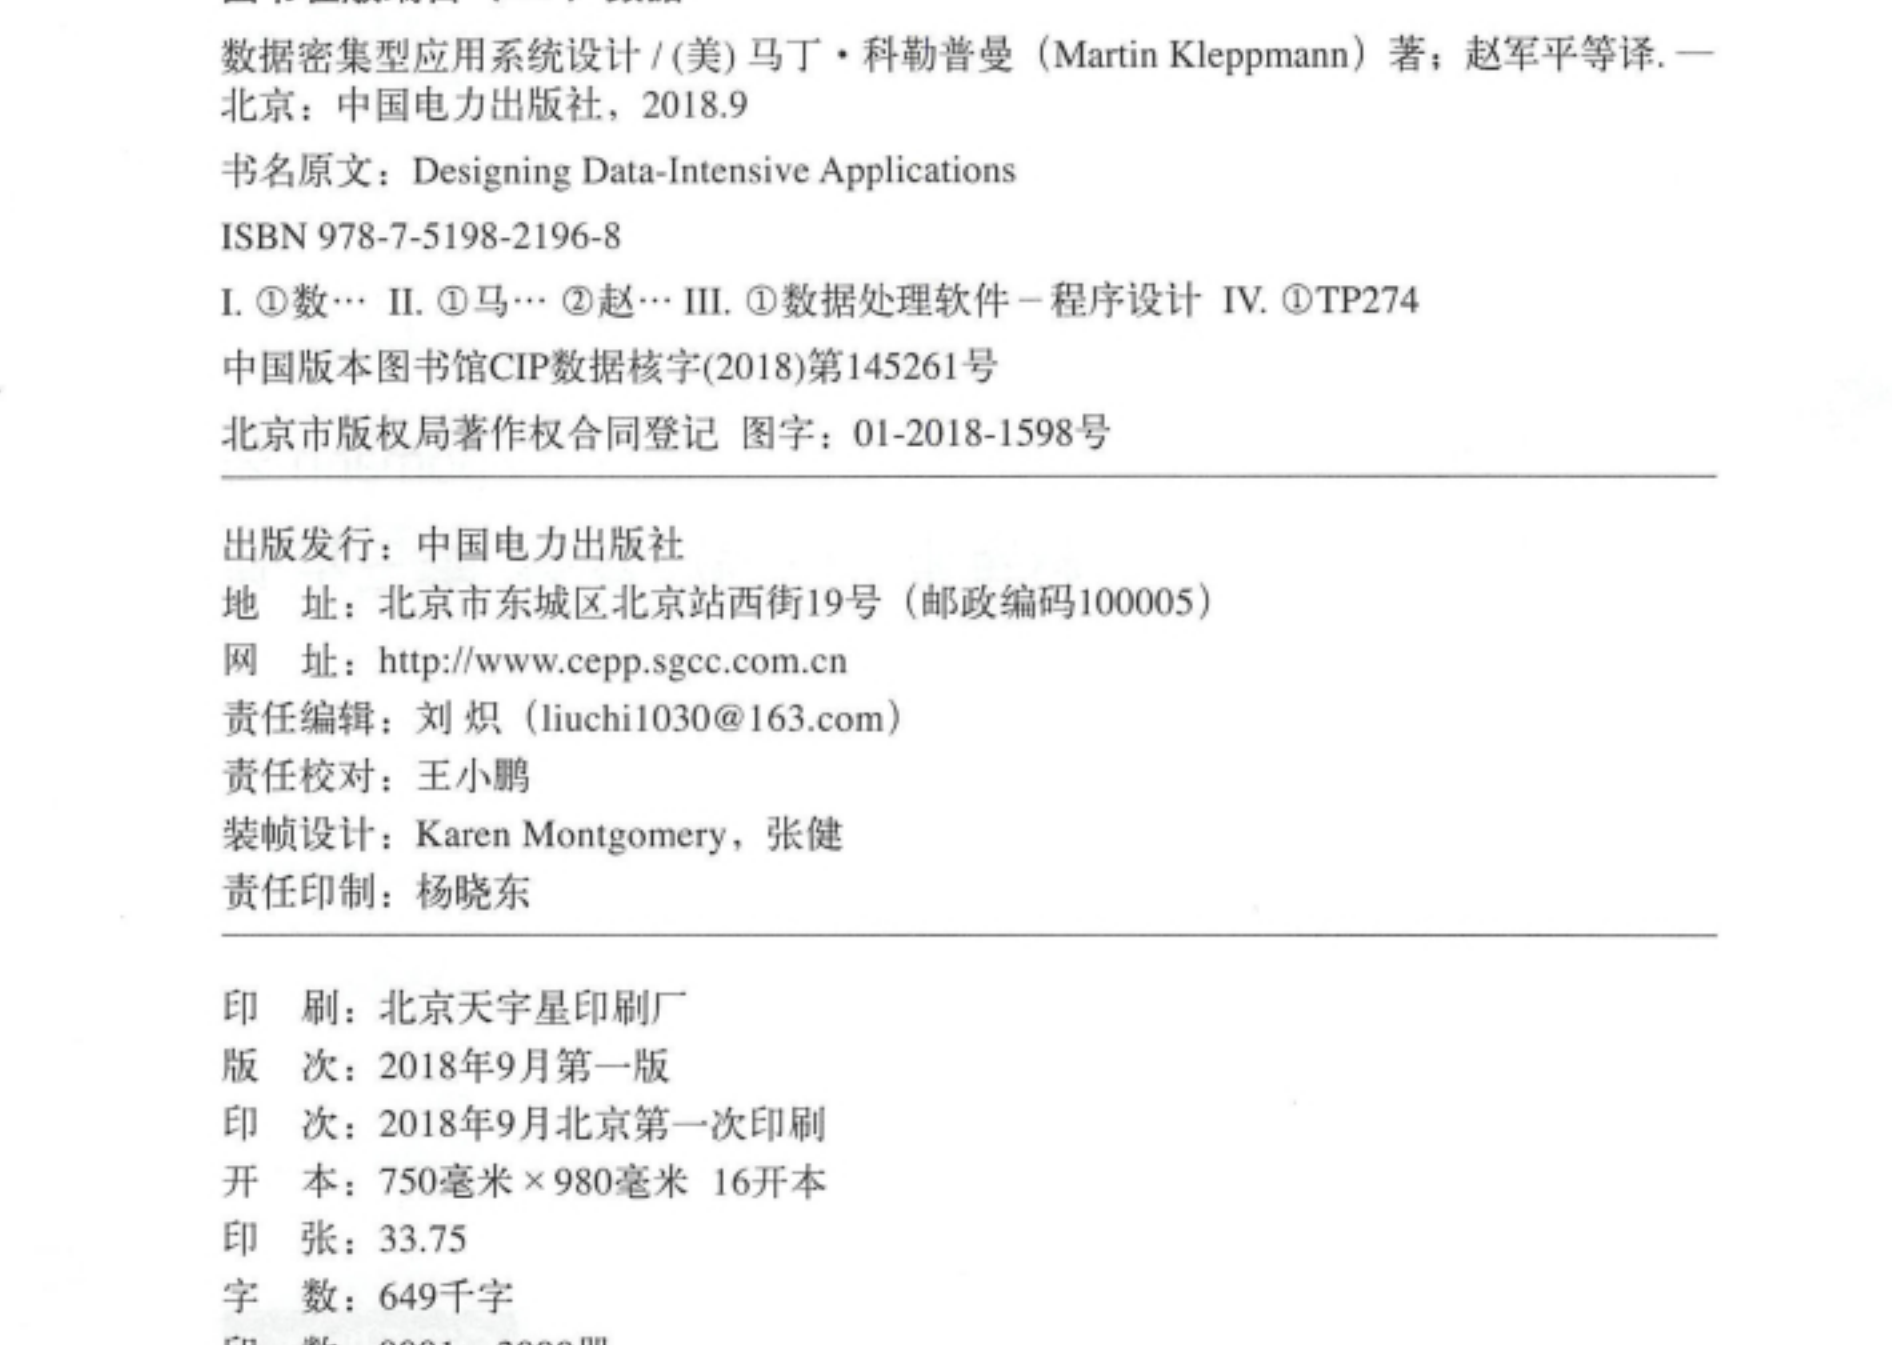 数据密集型应用系统设计 / (美) 马丁·科勒普曼（Martin Kleppmann）著；赵军平等译. —
北京：中国电力出版社，2018.9
书名原文：Designing Data-Intensive Applications
ISBN 978-7-5198-2196-8
I. ①数… II. ①马… ②赵… III. ①数据处理软件－程序设计 IV. ①TP274
中国版本图书馆CIP数据核字(2018)第145261号
北京市版权局著作权合同登记 图字：01-2018-1598号
出版发行：中国电力出版社
地 址：北京市东城区北京站西街19号（邮政编码100005）
网 址：http://www.cepp.sgcc.com.cn
责任编辑：刘 炽（liuchi1030@163.com）
责任校对：王小鹏
装帧设计：Karen Montgomery，张健
责任印制：杨晓东
印 刷：北京天宇星印刷厂
版 次：2018年9月第一版
印 次：2018年9月北京第一次印刷
开 本：750毫米×980毫米 16开本
印 张：33.75
字 数：649千字